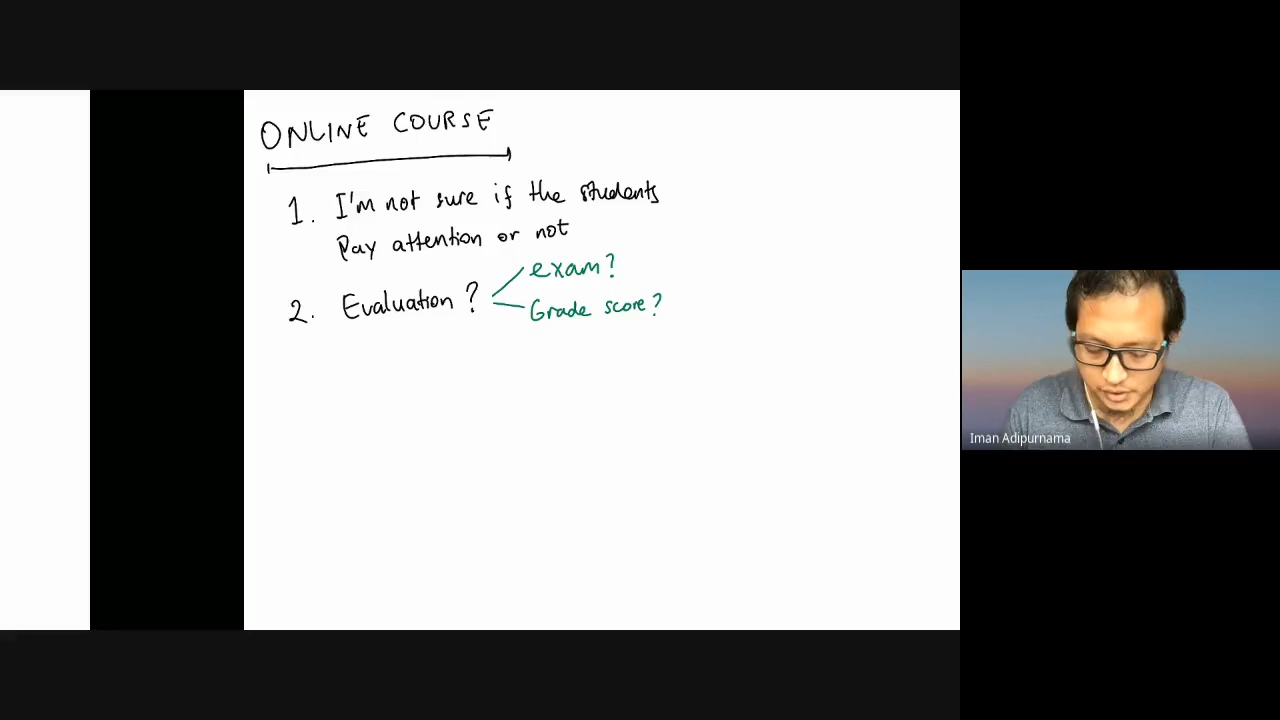 ONLINE COURSE
1. I'm not sure if the students
Pay attention or not
2. Evaluation ?
exam?
Grade score?
Iman Adipurnama